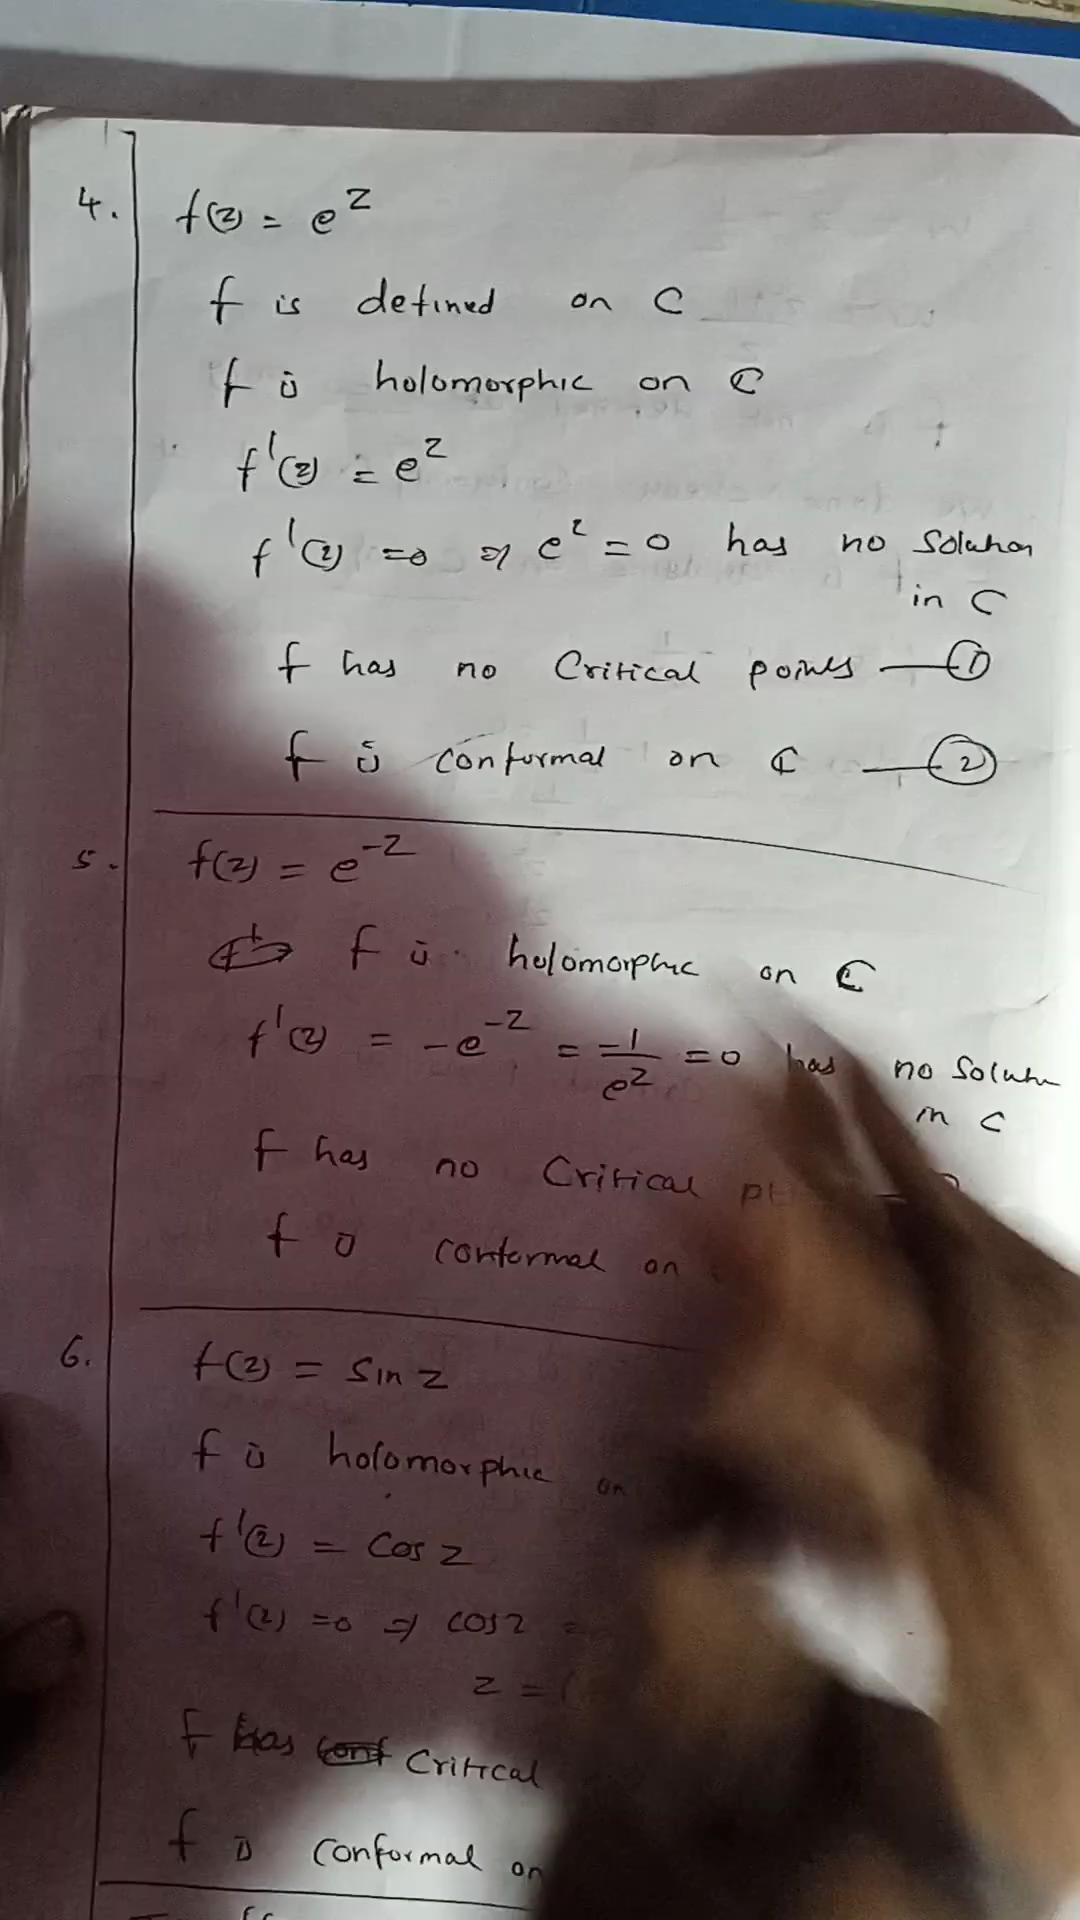 4. f(z) = e^z
f is defined on C
f is holomorphic on C
f'(z) = e^z
f'(z) = 0 ⇒ e^z = 0 has no solution
in C
f has no Critical points — ①
f is conformal on C — ②
5. f(z) = e^-z
f is holomorphic on C
f'(z) = -e^-z = -1/e^z = 0 has no Solutn
in C
f has no Critical
f is conformal on
6. f(z) = Sin z
f is holomorphic on
f'(z) = Cos z
f'(z) = 0 ⇒ cos z =
z = (
f has Critical
f is conformal on